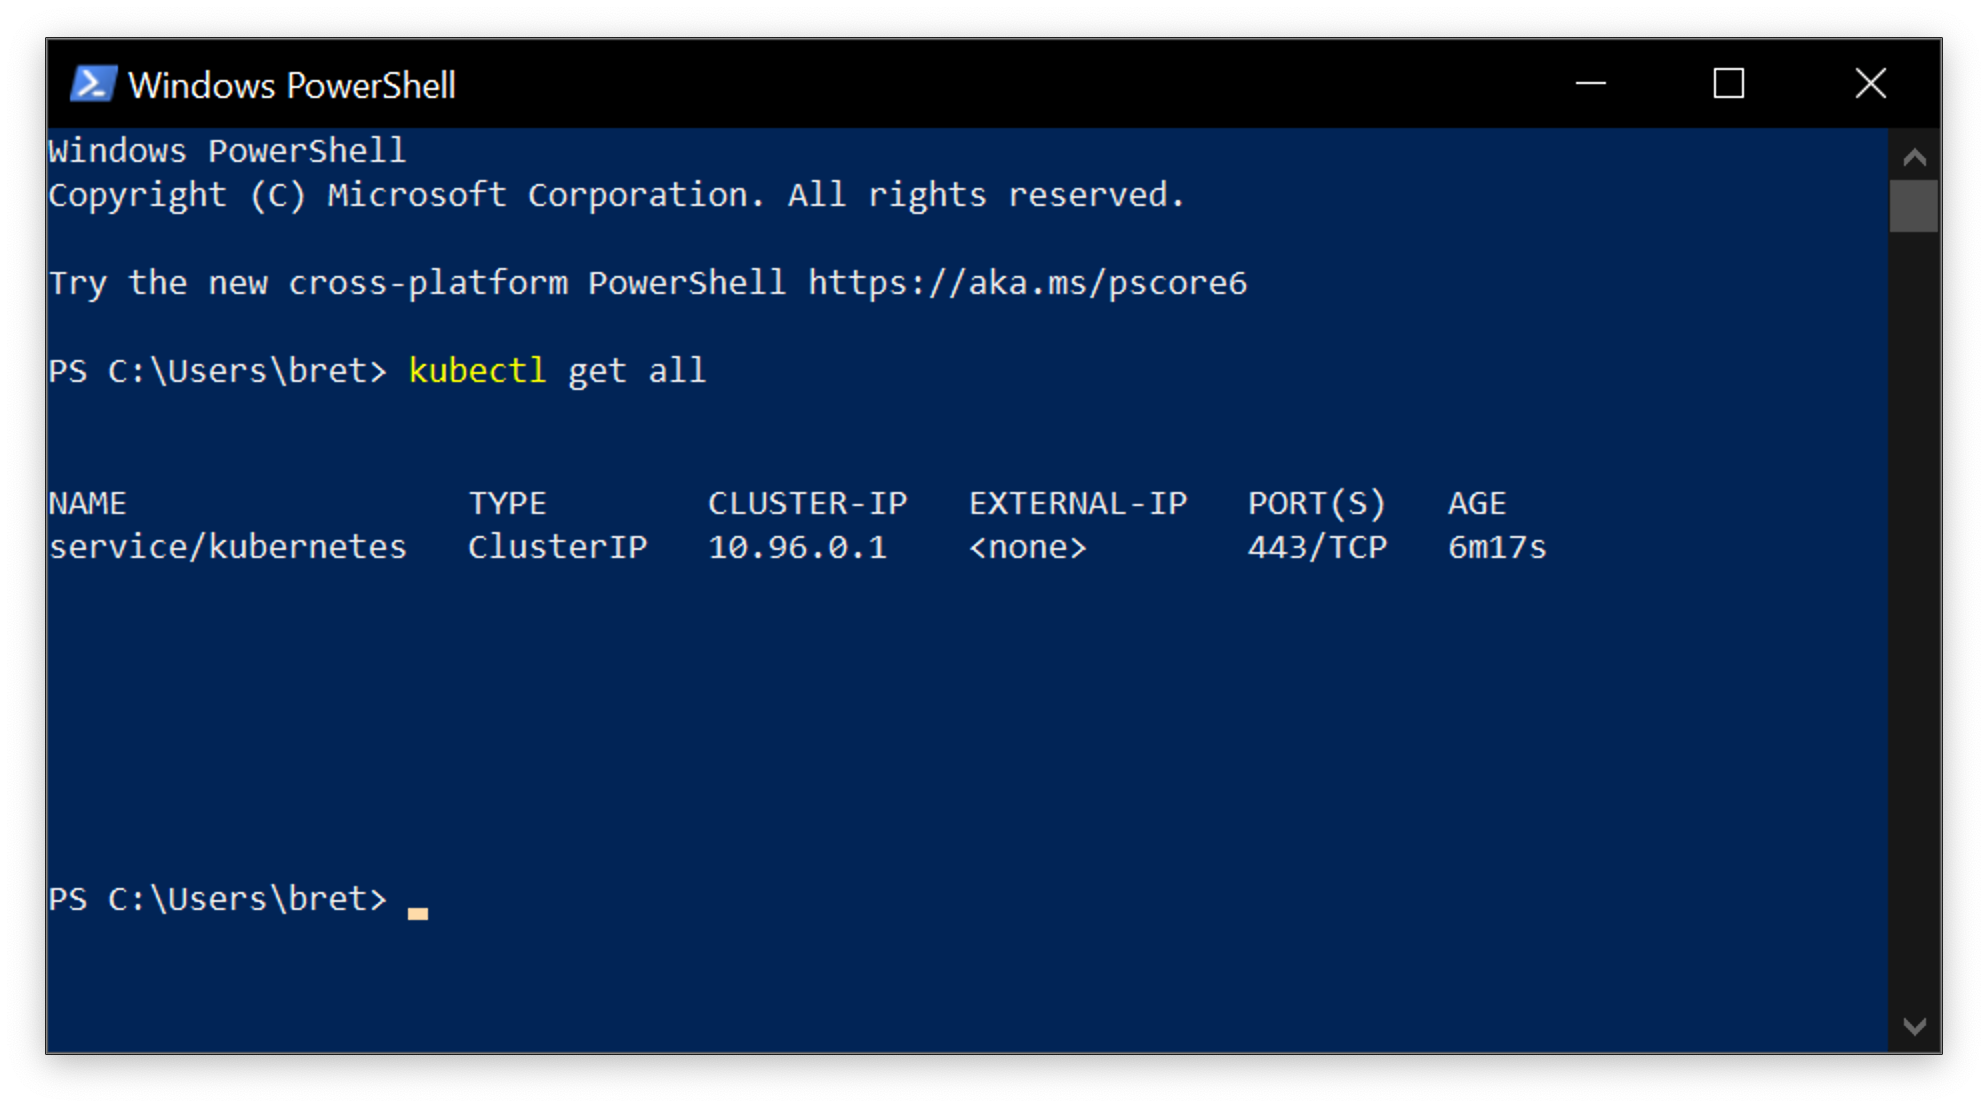 Windows PowerShell
Windows PowerShell
Copyright (C) Microsoft Corporation. All rights reserved.
Try the new cross-platform PowerShell https://aka.ms/pscore6
PS C:\Users\bret> kubectl get all
NAME TYPE CLUSTER-IP EXTERNAL-IP PORT(S) AGE
service/kubernetes ClusterIP 10.96.0.1 <none> 443/TCP 6m17s
PS C:\Users\bret>